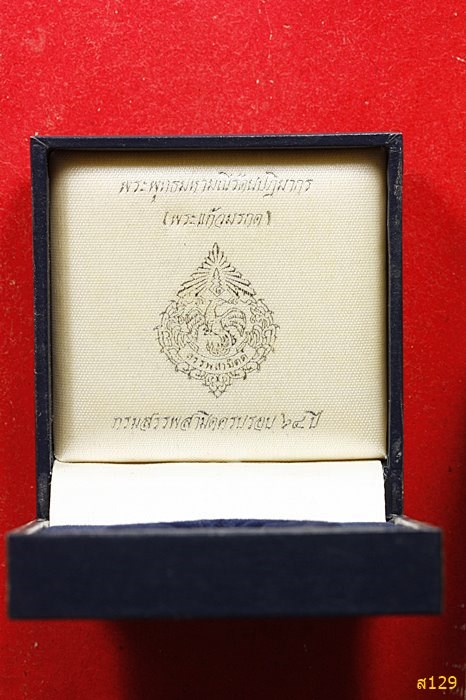 พระพุทธมหามณีรัตนปฏิมากร
(พระแก้วมรกต)
สรรพสามิตต์
กรมสรรพสามิตครบรอบ ๖๔ ปี
ส129